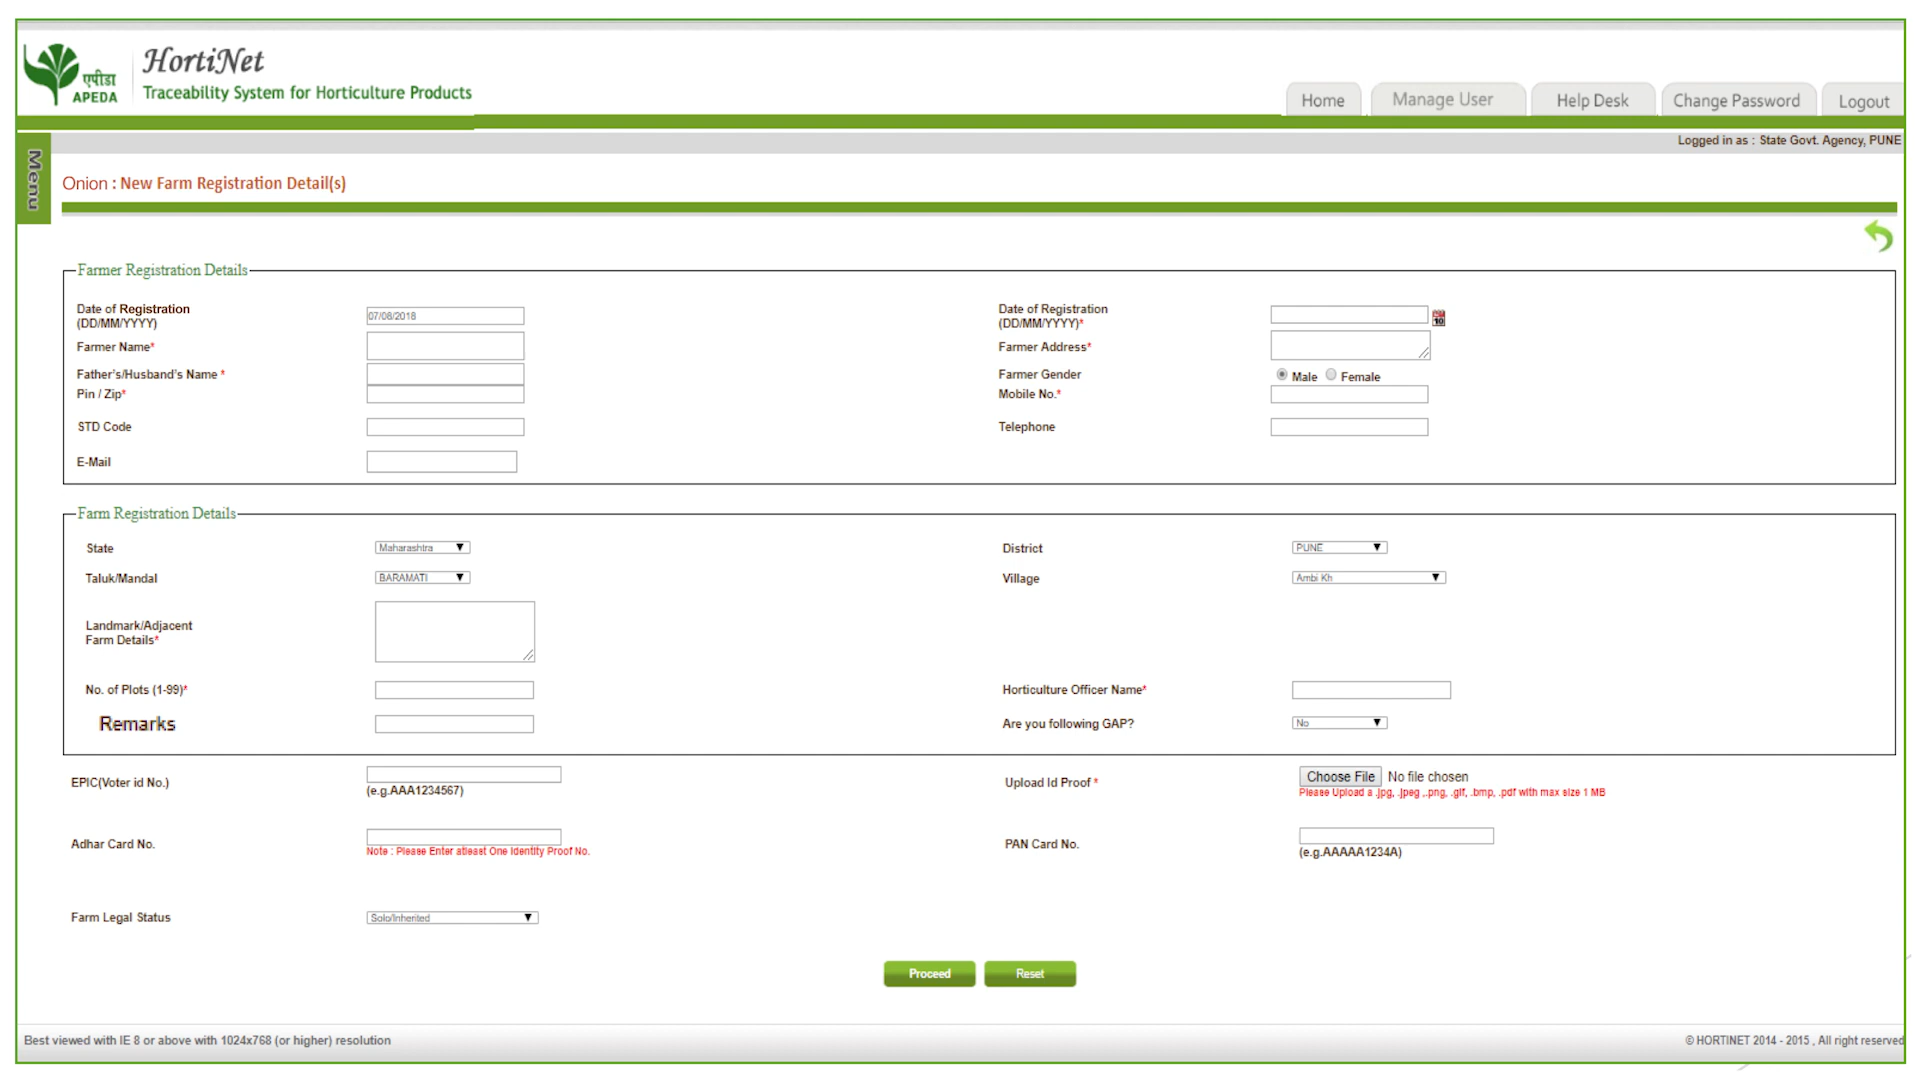 एपीडा
APEDA
HortiNet
Traceability System for Horticulture Products
Home Manage User Help Desk Change Password Logout
Logged in as : State Govt. Agency, PUNE
Menu
Onion : New Farm Registration Detail(s)
Farmer Registration Details
Date of Registration
(DD/MM/YYYY)
07/08/2018
Date of Registration
(DD/MM/YYYY)*
10
Farmer Name*
Farmer Address*
Father's/Husband's Name *
Farmer Gender
Male Female
Pin / Zip*
Mobile No.*
STD Code
Telephone
E-Mail
Farm Registration Details
State
Maharashtra
District
PUNE
Taluk/Mandal
BARAMATI
Village
Ambi Kh
Landmark/Adjacent
Farm Details*
No. of Plots (1-99)*
Horticulture Officer Name*
Remarks
Are you following GAP?
No
EPIC(Voter id No.)
(e.g.AAA1234567)
Upload Id Proof *
Choose File No file chosen
Please Upload a .jpg, .jpeg ,.png, .gif, .bmp, .pdf with max size 1 MB
Adhar Card No.
Note : Please Enter atleast One Identity Proof No.
PAN Card No.
(e.g.AAAAA1234A)
Farm Legal Status
Solo/Inherited
Proceed Reset
Best viewed with IE 8 or above with 1024x768 (or higher) resolution
© HORTINET 2014 - 2015 , All right reserved